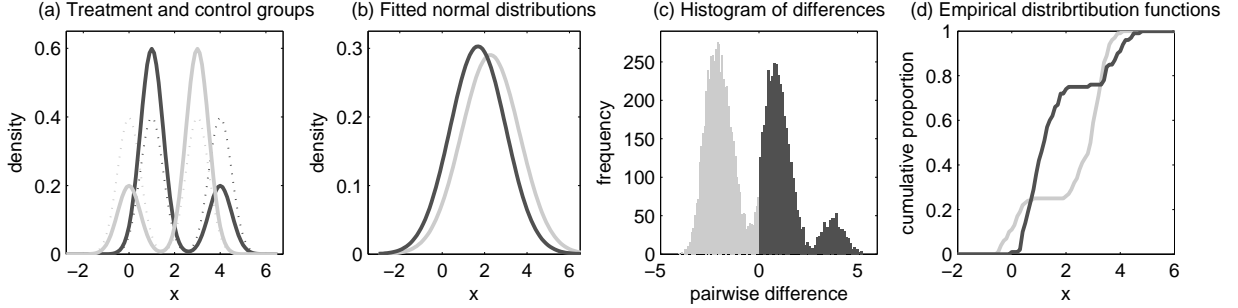 (a) Treatment and control groups
0.6
0.4
0.2
0
−2 0 2 4 6
density
x
(b) Fitted normal distributions
0.3
0.2
0.1
0
−2 0 2 4 6
density
x
(c) Histogram of differences
250
200
150
100
50
0
−5 0 5
frequency
pairwise difference
(d) Empirical distribrtibution functions
1
0.8
0.6
0.4
0.2
0
−2 0 2 4 6
cumulative proportion
x